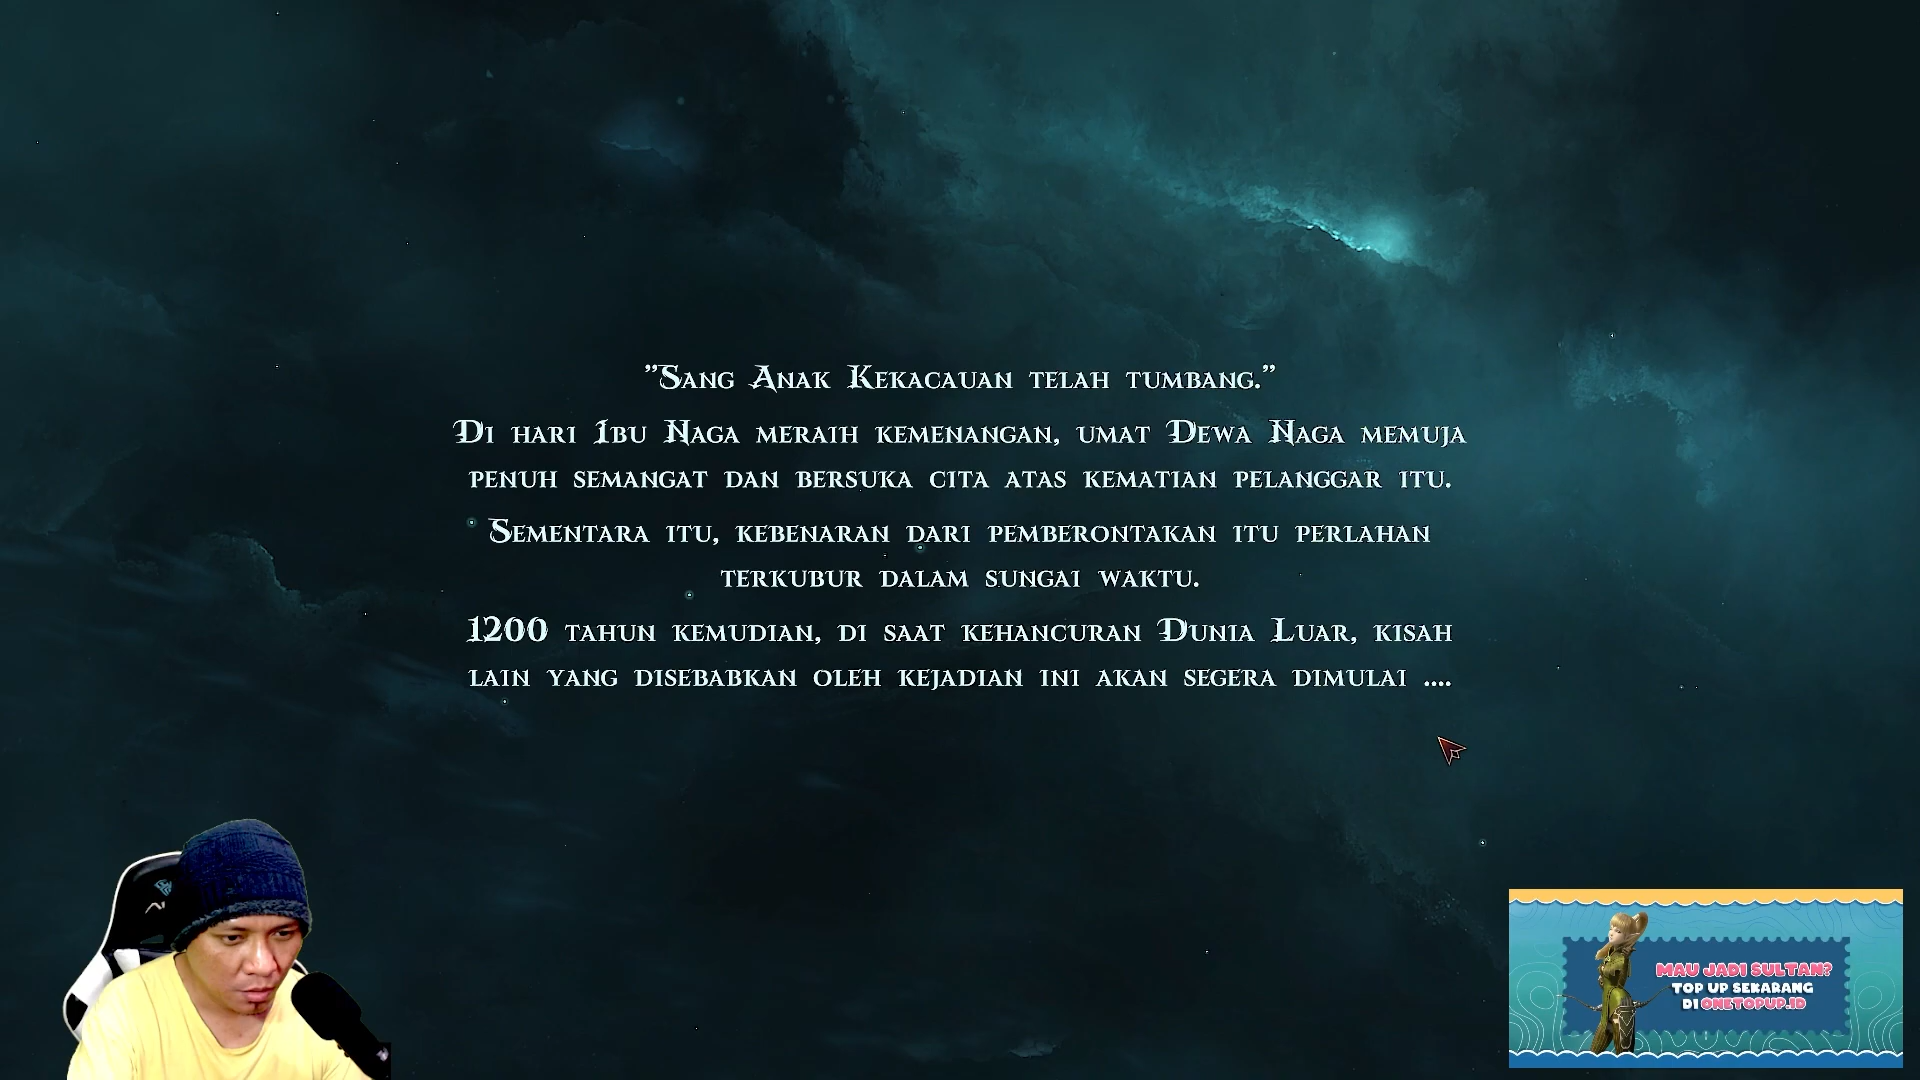 "Sang Anak Kekacauan telah tumbang."
Di hari Ibu Naga meraih kemenangan, umat Dewa Naga memuja
penuh semangat dan bersuka cita atas kematian pelanggar itu.
Sementara itu, kebenaran dari pemberontakan itu perlahan
terkubur dalam sungai waktu.
1200 tahun kemudian, di saat kehancuran Dunia Luar, kisah
lain yang disebabkan oleh kejadian ini akan segera dimulai ....
MAU JADI SULTAN?
TOP UP SEKARANG
DI ONETOPUP.ID